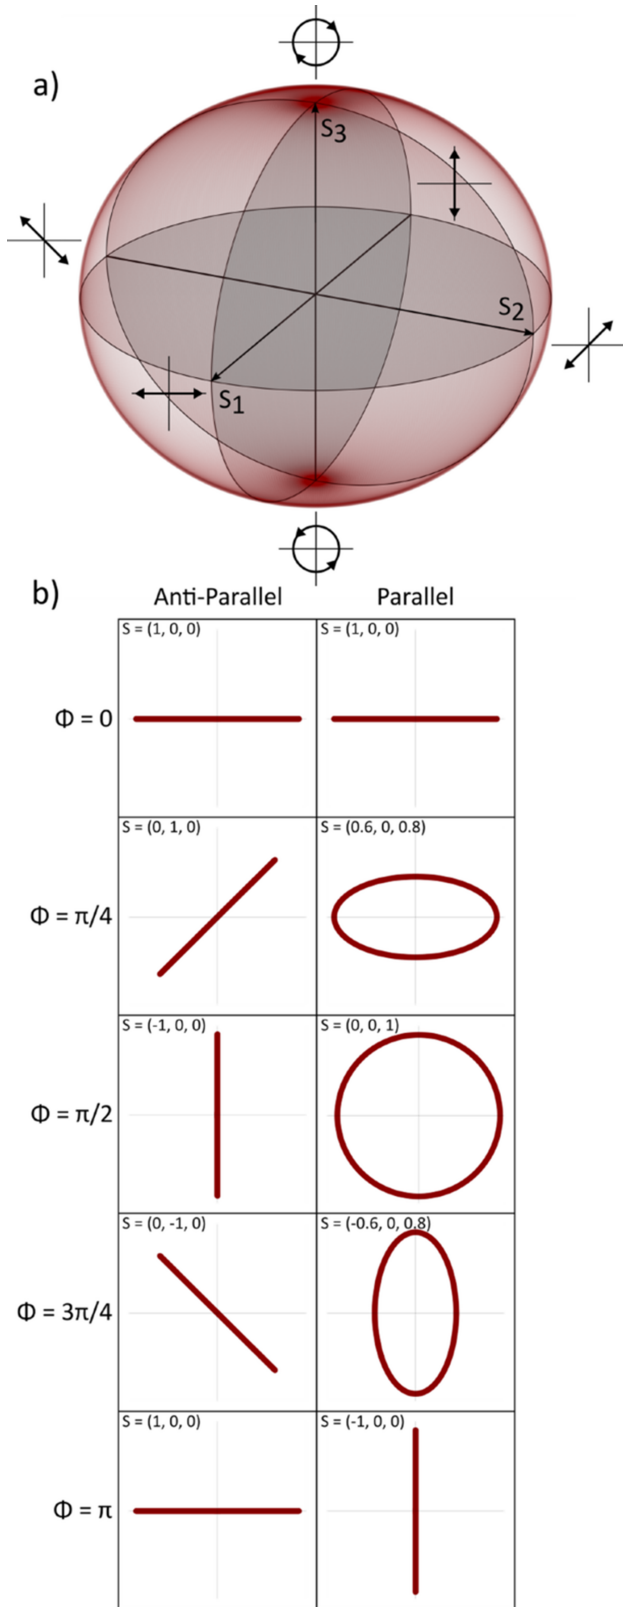 a)
S3
S2
S1
b)
Anti-Parallel Parallel
S = (1, 0, 0) S = (1, 0, 0)
Φ = 0
S = (0, 1, 0) S = (0.6, 0, 0.8)
Φ = π/4
S = (-1, 0, 0) S = (0, 0, 1)
Φ = π/2
S = (0, -1, 0) S = (-0.6, 0, 0.8)
Φ = 3π/4
S = (1, 0, 0) S = (-1, 0, 0)
Φ = π